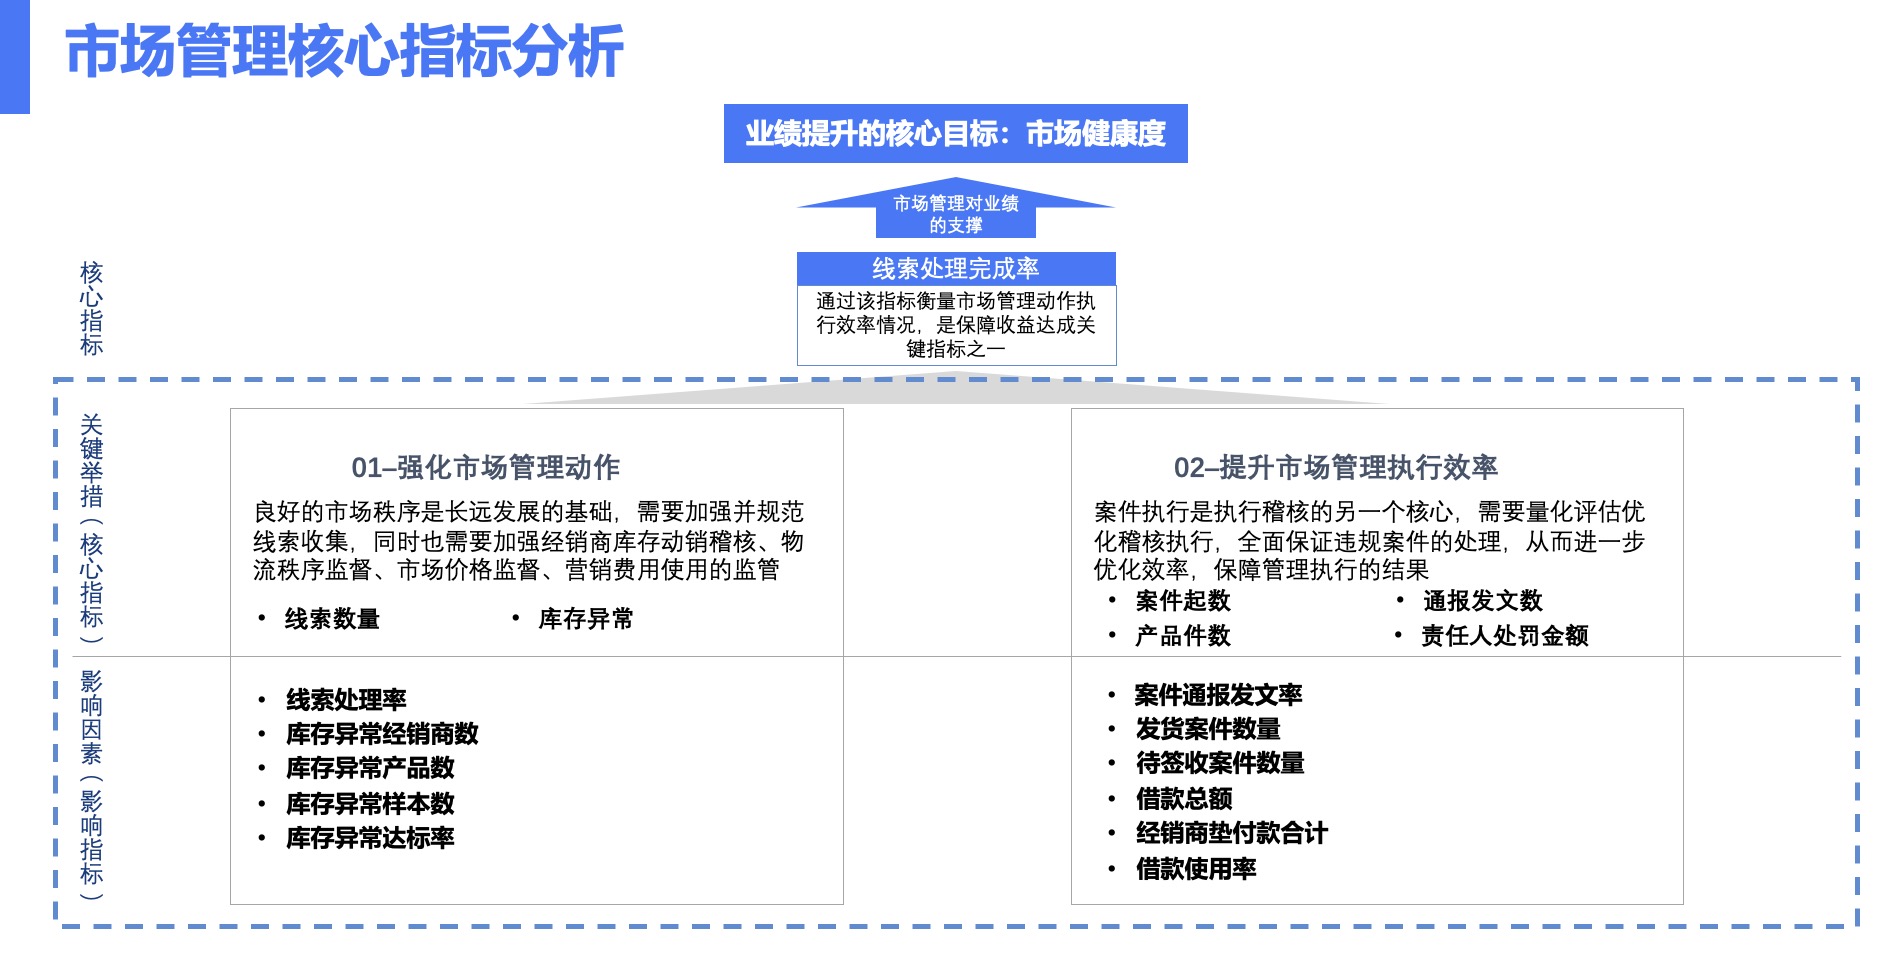 市场管理核心指标分析
业绩提升的核心目标：市场健康度
市场管理对业绩
的支撑
核心指标
线索处理完成率
通过该指标衡量市场管理动作执
行效率情况，是保障收益达成关
键指标之一
关键举措（核心指标）
01–强化市场管理动作
良好的市场秩序是长远发展的基础，需要加强并规范
线索收集，同时也需要加强经销商库存动销稽核、物
流秩序监督、市场价格监督、营销费用使用的监管
• 线索数量
• 库存异常
02–提升市场管理执行效率
案件执行是执行稽核的另一个核心，需要量化评估优
化稽核执行，全面保证违规案件的处理，从而进一步
优化效率，保障管理执行的结果
• 案件起数
• 通报发文数
• 产品件数
• 责任人处罚金额
影响因素（影响指标）
• 线索处理率
• 库存异常经销商数
• 库存异常产品数
• 库存异常样本数
• 库存异常达标率
• 案件通报发文率
• 发货案件数量
• 待签收案件数量
• 借款总额
• 经销商垫付款合计
• 借款使用率